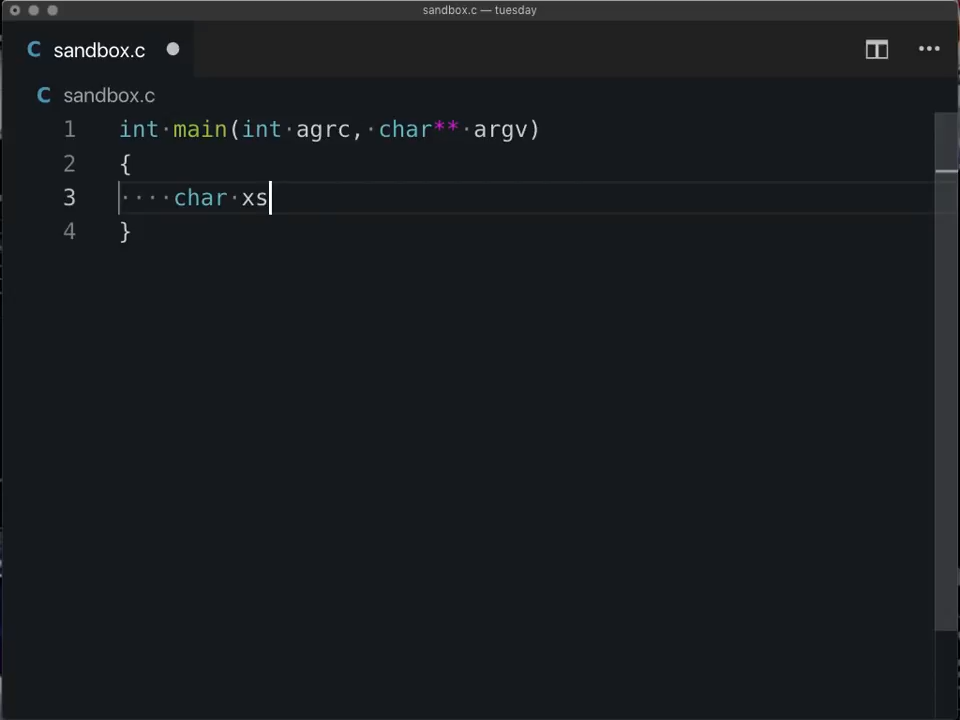 sandbox.c — tuesday
C sandbox.c
C sandbox.c
1 int main(int agrc, char** argv)
2 {
3 char xs
4 }